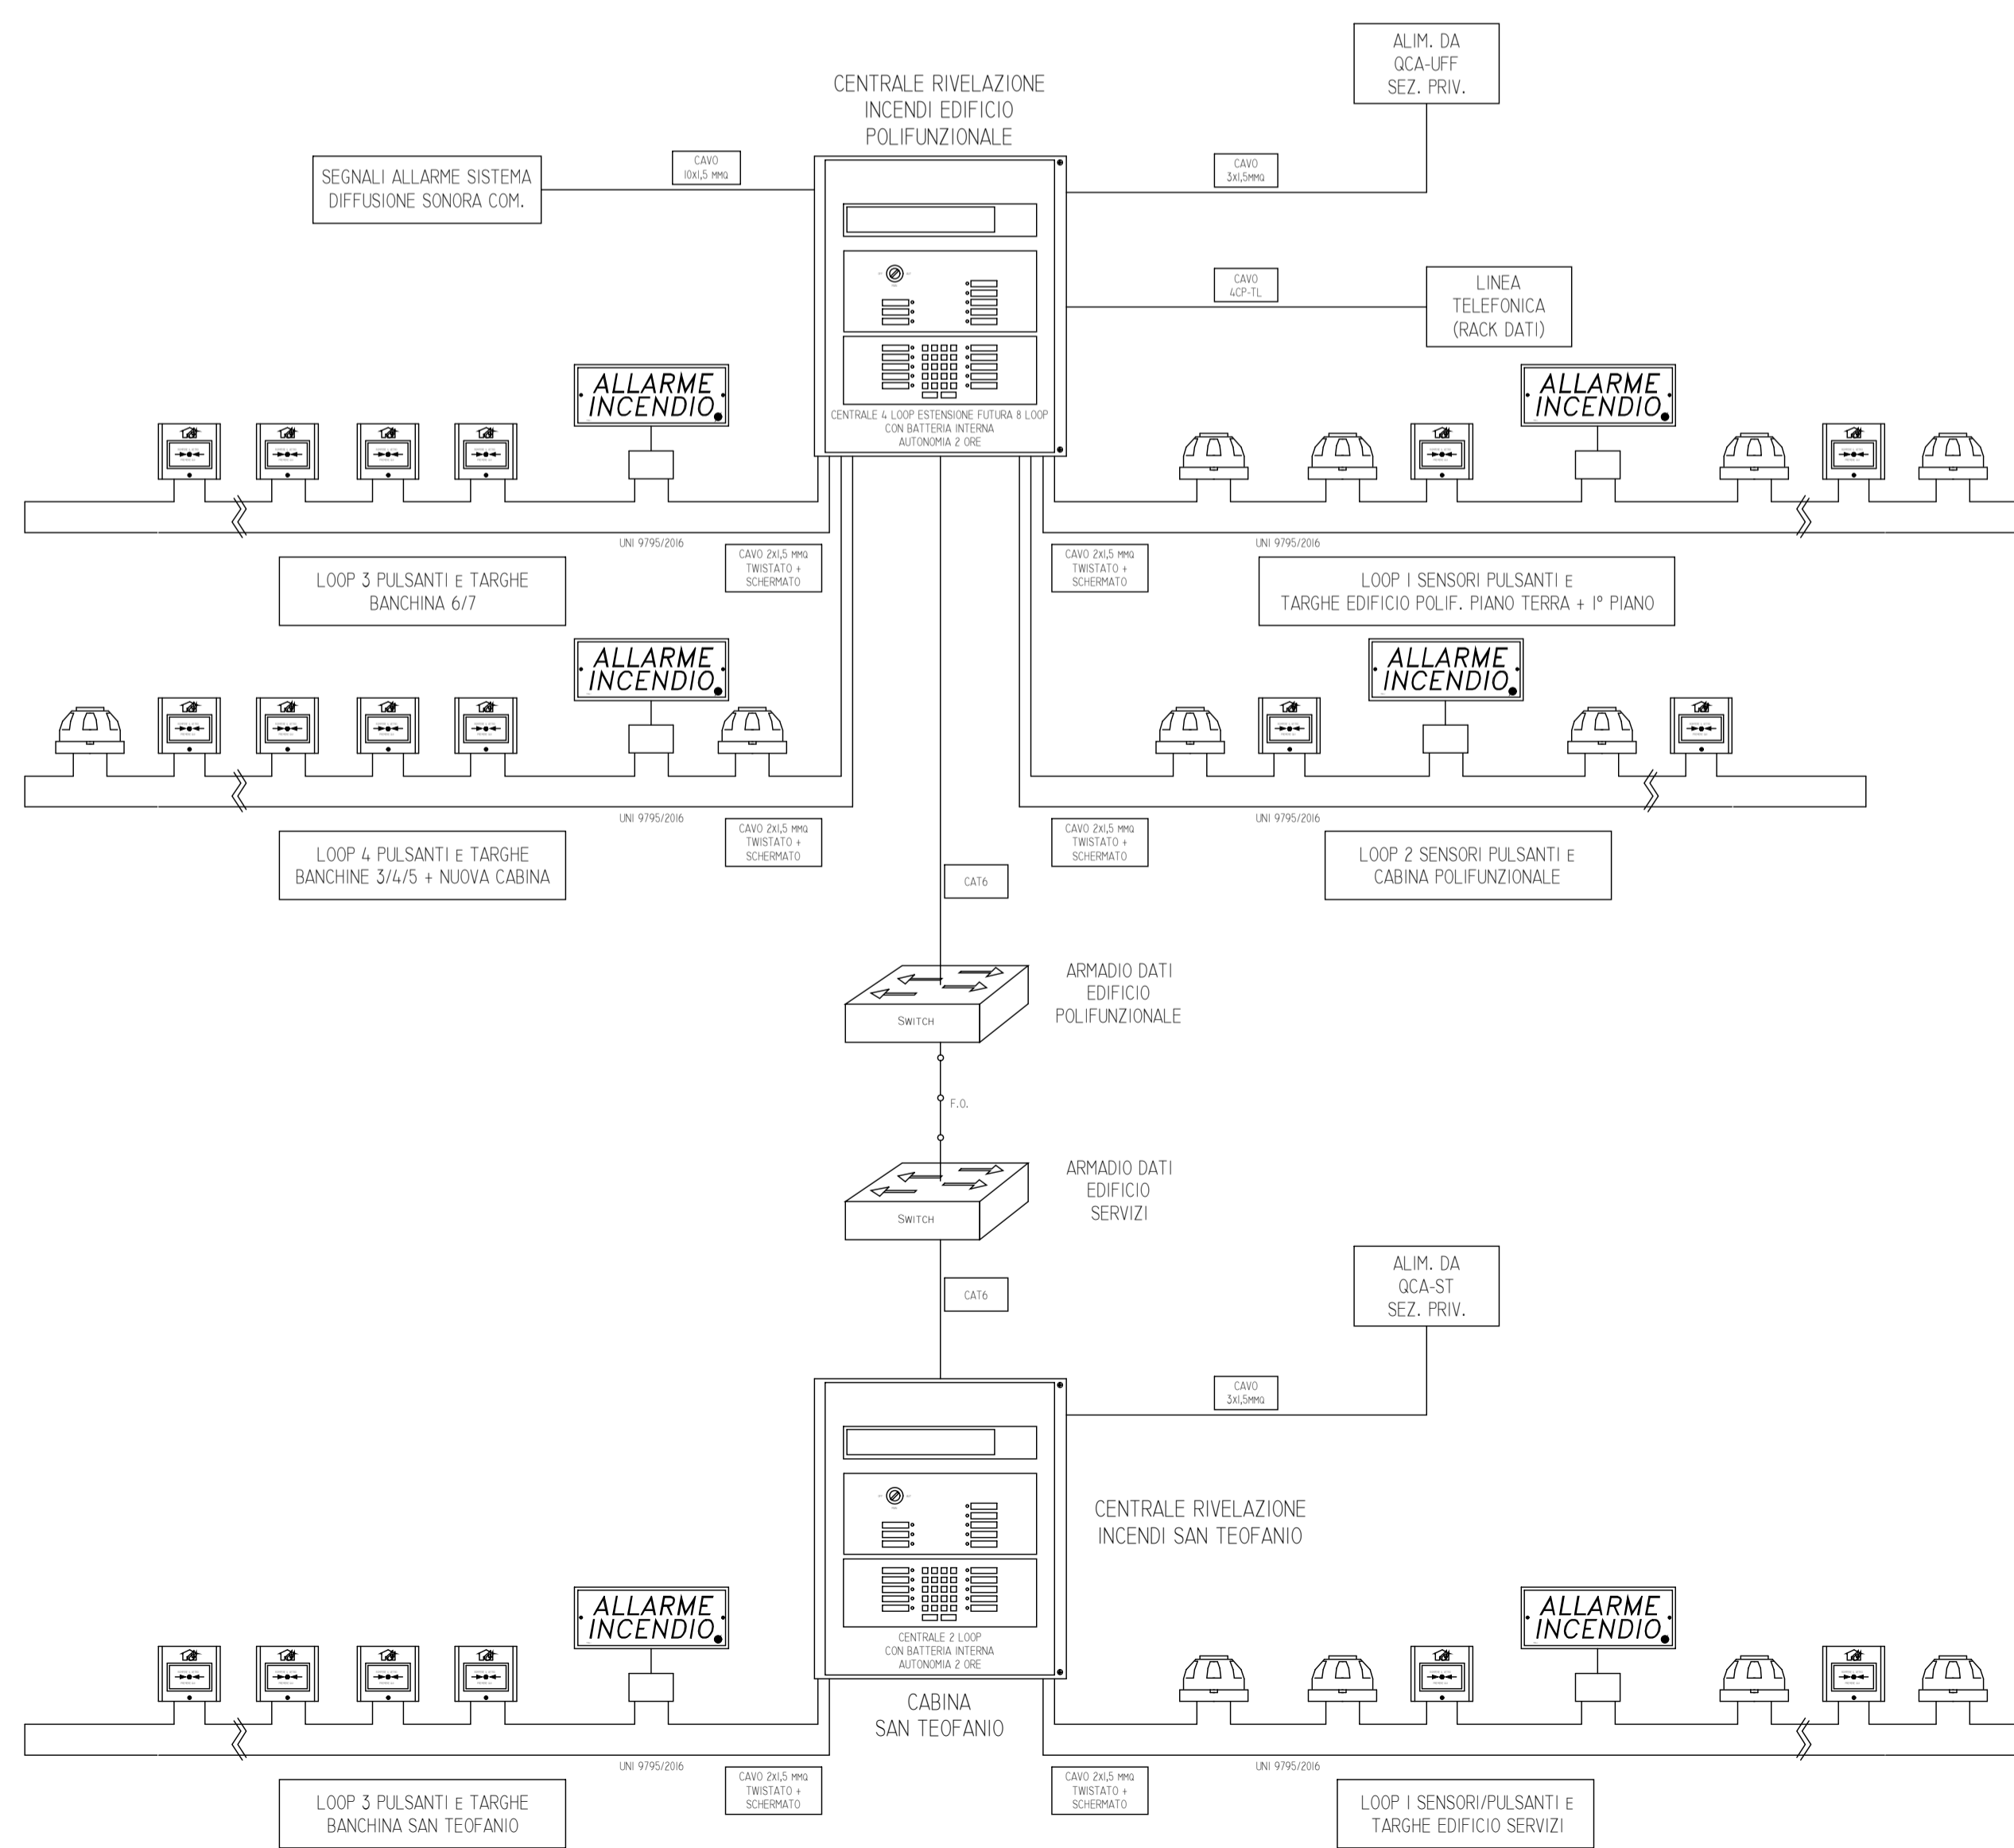 ALIM. DA
QCA-UFF
SEZ. PRIV.
CENTRALE RIVELAZIONE
INCENDI EDIFICIO
POLIFUNZIONALE
SEGNALI ALLARME SISTEMA
DIFFUSIONE SONORA COM.
CAVO
10x1,5 MMQ
CAVO
3x1,5MMQ
CAVO
4CP-TL
LINEA
TELEFONICA
(RACK DATI)
CENTRALE 4 LOOP ESTENSIONE FUTURA 8 LOOP
CON BATTERIA INTERNA
AUTONOMIA 2 ORE
ALLARME
INCENDIO
ALLARME
INCENDIO
UNI 9795/2016
CAVO 2x1,5 MMQ
TWISTATO +
SCHERMATO
CAVO 2x1,5 MMQ
TWISTATO +
SCHERMATO
UNI 9795/2016
LOOP 3 PULSANTI E TARGHE
BANCHINA 6/7
LOOP 1 SENSORI PULSANTI E
TARGHE EDIFICIO POLIF. PIANO TERRA + 1° PIANO
ALLARME
INCENDIO
ALLARME
INCENDIO
UNI 9795/2016
CAVO 2x1,5 MMQ
TWISTATO +
SCHERMATO
CAVO 2x1,5 MMQ
TWISTATO +
SCHERMATO
UNI 9795/2016
LOOP 4 PULSANTI E TARGHE
BANCHINE 3/4/5 + NUOVA CABINA
LOOP 2 SENSORI PULSANTI E
CABINA POLIFUNZIONALE
CAT6
ARMADIO DATI
EDIFICIO
POLIFUNZIONALE
SWITCH
F.O.
ARMADIO DATI
EDIFICIO
SERVIZI
SWITCH
CAT6
ALIM. DA
QCA-ST
SEZ. PRIV.
CAVO
3x1,5MMQ
CENTRALE RIVELAZIONE
INCENDI SAN TEOFANIO
CENTRALE 2 LOOP
CON BATTERIA INTERNA
AUTONOMIA 2 ORE
ALLARME
INCENDIO
ALLARME
INCENDIO
CABINA
SAN TEOFANIO
UNI 9795/2016
CAVO 2x1,5 MMQ
TWISTATO +
SCHERMATO
CAVO 2x1,5 MMQ
TWISTATO +
SCHERMATO
UNI 9795/2016
LOOP 3 PULSANTI E TARGHE
BANCHINA SAN TEOFANIO
LOOP 1 SENSORI/PULSANTI E
TARGHE EDIFICIO SERVIZI